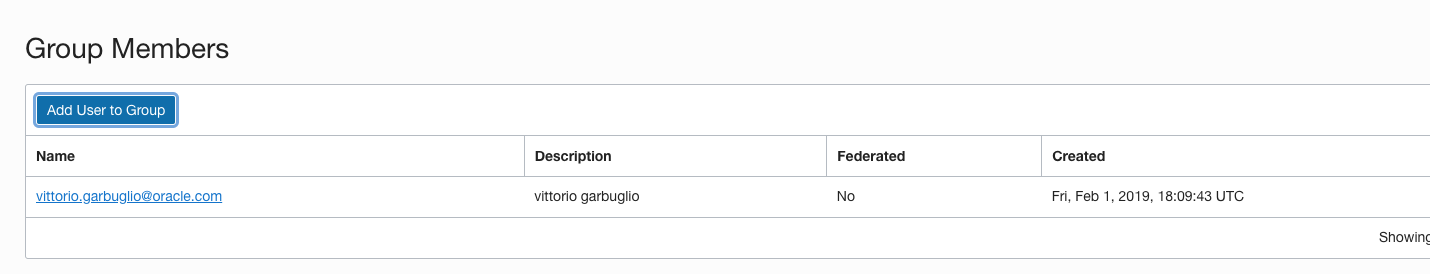 Group Members
Add User to Group
Name Description Federated Created
vittorio.garbuglio@oracle.com vittorio garbuglio No Fri, Feb 1, 2019, 18:09:43 UTC
Showing